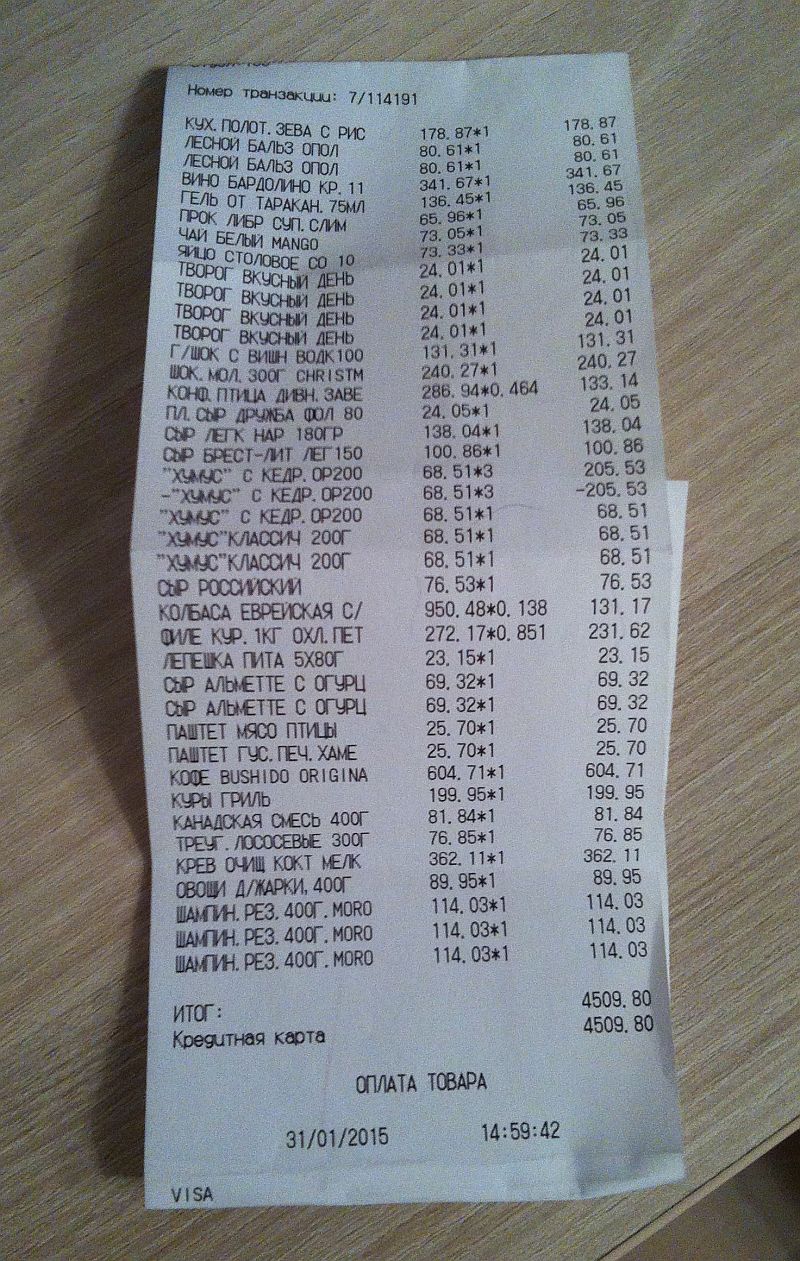 Номер транзакции: 7/114191
КУХ. ПОЛОТ. ЗЕВА С РИС 178.87*1 178.87
ЛЕСНОЙ БАЛЬЗ ОПОЛ 80.61*1 80.61
ЛЕСНОЙ БАЛЬЗ ОПОЛ 80.61*1 80.61
ВИНО БАРДОЛИНО КР. 11 341.67*1 341.67
ГЕЛЬ ОТ ТАРАКАН. 75МЛ 136.45*1 136.45
ПРОК ЛИБР СУП. СЛИМ 65.96*1 65.96
ЧАЙ БЕЛЫЙ MANGO 73.05*1 73.05
ЯЙЦО СТОЛОВОЕ СО 10 73.33*1 73.33
ТВОРОГ ВКУСНЫЙ ДЕНЬ 24.01*1 24.01
ТВОРОГ ВКУСНЫЙ ДЕНЬ 24.01*1 24.01
ТВОРОГ ВКУСНЫЙ ДЕНЬ 24.01*1 24.01
ТВОРОГ ВКУСНЫЙ ДЕНЬ 24.01*1 24.01
Г/ШОК С ВИШН ВОДК100 131.31*1 131.31
ШОК. МОЛ. 300Г CHRISTM 240.27*1 240.27
КОНФ. ПТИЦА ДИВН. ЗАВЕ 286.94*0.464 133.14
ПЛ. СЫР ДРУЖБА ФОЛ 80 24.05*1 24.05
СЫР ЛЕГК НАР 180ГР 138.04*1 138.04
СЫР БРЕСТ-ЛИТ ЛЕГ150 100.86*1 100.86
"ХУМУС" С КЕДР. ОР200 68.51*3 205.53
-"ХУМУС" С КЕДР. ОР200 68.51*3 -205.53
"ХУМУС" С КЕДР. ОР200 68.51*1 68.51
"ХУМУС"КЛАССИЧ 200Г 68.51*1 68.51
"ХУМУС"КЛАССИЧ 200Г 68.51*1 68.51
СЫР РОССИЙСКИЙ 76.53*1 76.53
КОЛБАСА ЕВРЕЙСКАЯ С/ 950.48*0.138 131.17
ФИЛЕ КУР. 1КГ ОХЛ. ПЕТ 272.17*0.851 231.62
ЛЕПЕШКА ПИТА 5Х80Г 23.15*1 23.15
СЫР АЛЬМЕТТЕ С ОГУРЦ 69.32*1 69.32
СЫР АЛЬМЕТТЕ С ОГУРЦ 69.32*1 69.32
ПАШТЕТ МЯСО ПТИЦЫ 25.70*1 25.70
ПАШТЕТ ГУС. ПЕЧ. ХАМЕ 25.70*1 25.70
КОФЕ BUSHIDO ORIGINA 604.71*1 604.71
КУРЫ ГРИЛЬ 199.95*1 199.95
КАНАДСКАЯ СМЕСЬ 400Г 81.84*1 81.84
ТРЕУГ. ЛОСОСЕВЫЕ 300Г 76.85*1 76.85
КРЕВ ОЧИЩ КОКТ МЕЛК 362.11*1 362.11
ОВОЩИ Д/ЖАРКИ, 400Г 89.95*1 89.95
ШАМПИН. РЕЗ. 400Г. MORO 114.03*1 114.03
ШАМПИН. РЕЗ. 400Г. MORO 114.03*1 114.03
ШАМПИН. РЕЗ. 400Г. MORO 114.03*1 114.03
ИТОГ: 4509.80
Кредитная карта 4509.80
ОПЛАТА ТОВАРА
31/01/2015 14:59:42
VISA